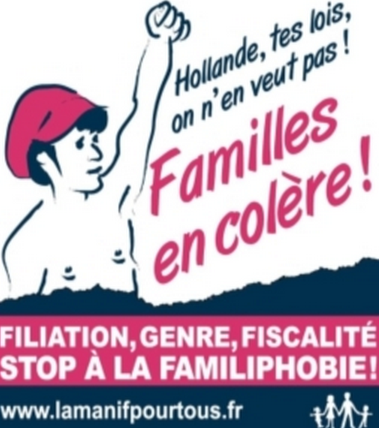 Hollande, tes lois,
on n'en veut pas !
Familles
en colère !
FILIATION, GENRE, FISCALITÉ
STOP À LA FAMILIPHOBIE !
www.lamanifpourtous.fr